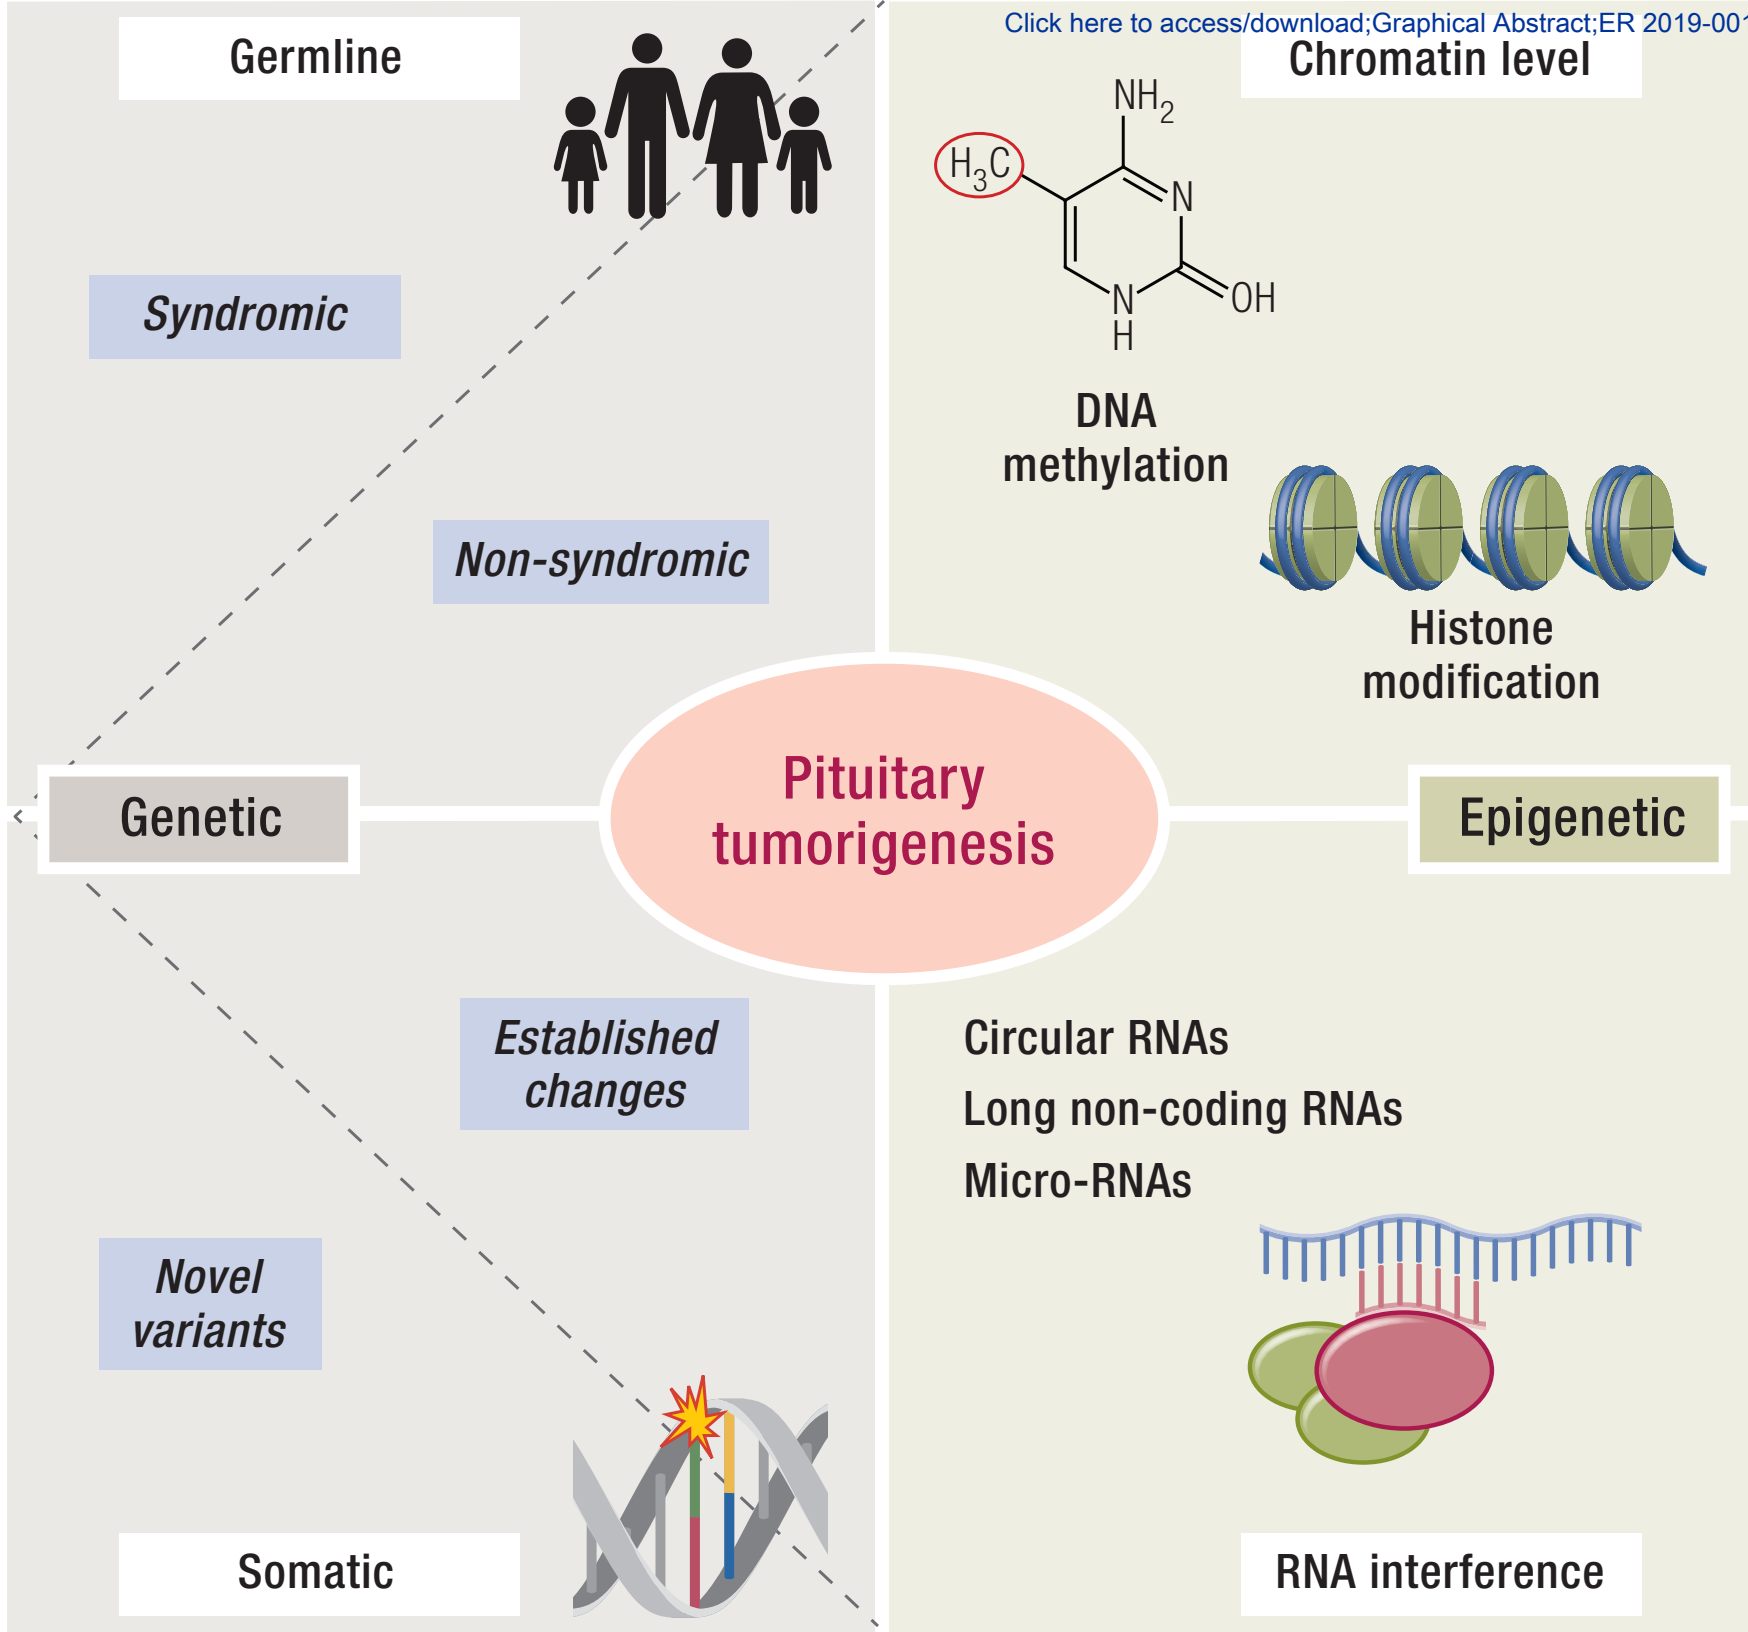 Click here to access/download;Graphical Abstract;ER 2019-001
Germline
Syndromic
Non-syndromic
Chromatin level
NH2
H3C
N
OH
N
H
DNA
methylation
Histone
modification
Genetic
Pituitary
tumorigenesis
Epigenetic
Established
changes
Novel
variants
Somatic
Circular RNAs
Long non-coding RNAs
Micro-RNAs
RNA interference